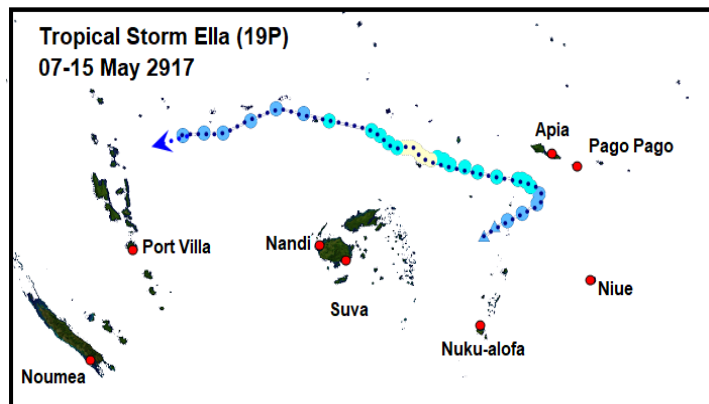 Tropical Storm Ella (19P)
07-15 May 2917
Apia
Pago Pago
Port Villa
Nandi
Suva
Niue
Nuku-alofa
Noumea